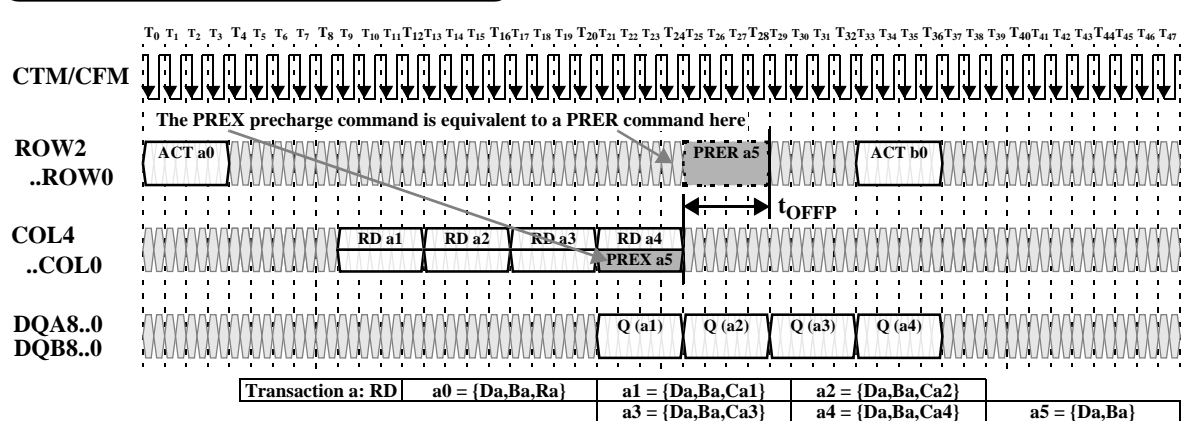 T0 T1 T2 T3 T4 T5 T6 T7 T8 T9 T10 T11 T12 T13 T14 T15 T16 T17 T18 T19 T20 T21 T22 T23 T24 T25 T26 T27 T28 T29 T30 T31 T32 T33 T34 T35 T36 T37 T38 T39 T40 T41 T42 T43 T44 T45 T46 T47
CTM/CFM
The PREX precharge command is equivalent to a PRER command here
ROW2
..ROW0
ACT a0
PRER a5
ACT b0
tOFFP
COL4
..COL0
RD a1
RD a2
RD a3
RD a4
PREX a5
DQA8..0
DQB8..0
Q (a1)
Q (a2)
Q (a3)
Q (a4)
Transaction a: RD
a0 = {Da,Ba,Ra}
a1 = {Da,Ba,Ca1}
a2 = {Da,Ba,Ca2}
a3 = {Da,Ba,Ca3}
a4 = {Da,Ba,Ca4}
a5 = {Da,Ba}